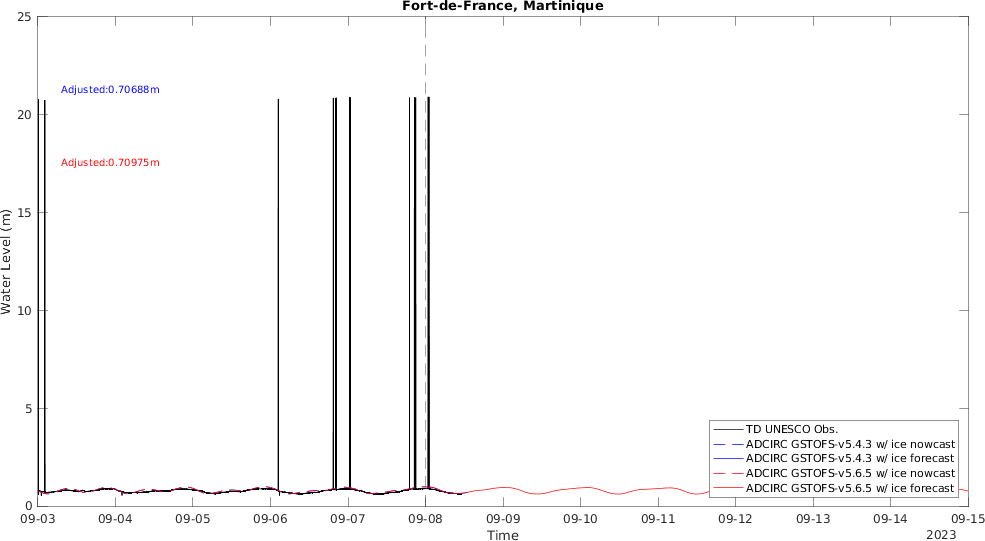 Fort-de-France, Martinique
25
20
15
10
5
0
Water Level (m)
Adjusted:0.70688m
Adjusted:0.70975m
TD UNESCO Obs.
ADCIRC GSTOFS-v5.4.3 w/ ice nowcast
ADCIRC GSTOFS-v5.4.3 w/ ice forecast
ADCIRC GSTOFS-v5.6.5 w/ ice nowcast
ADCIRC GSTOFS-v5.6.5 w/ ice forecast
09-03 09-04 09-05 09-06 09-07 09-08 09-09 09-10 09-11 09-12 09-13 09-14 09-15
Time
2023